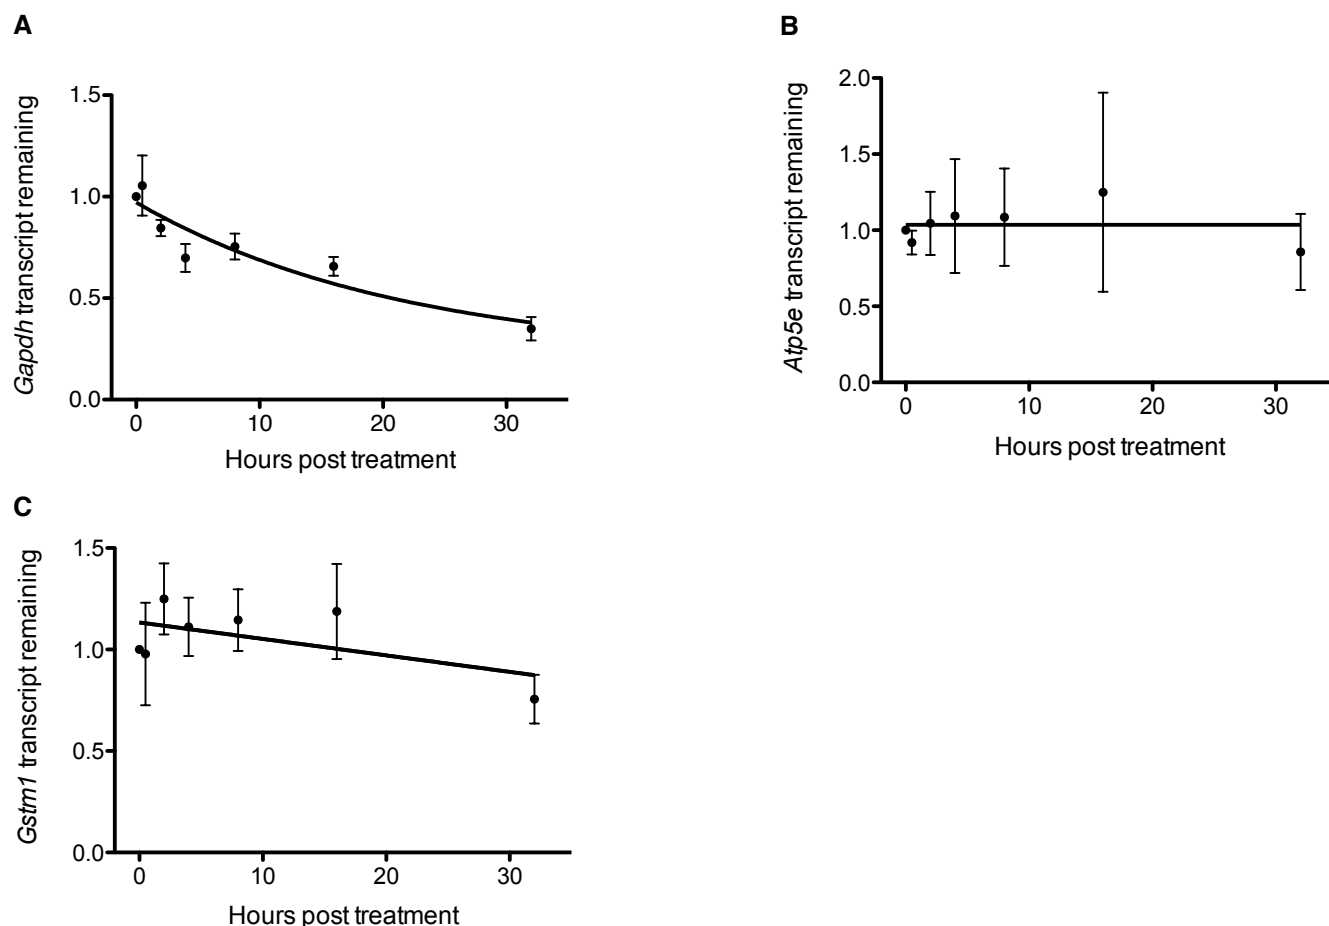 A
Gapdh transcript remaining
1.5
1.0
0.5
0.0
0 10 20 30
Hours post treatment
B
Atp5e transcript remaining
2.0
1.5
1.0
0.5
0.0
0 10 20 30
Hours post treatment
C
Gstm1 transcript remaining
1.5
1.0
0.5
0.0
0 10 20 30
Hours post treatment